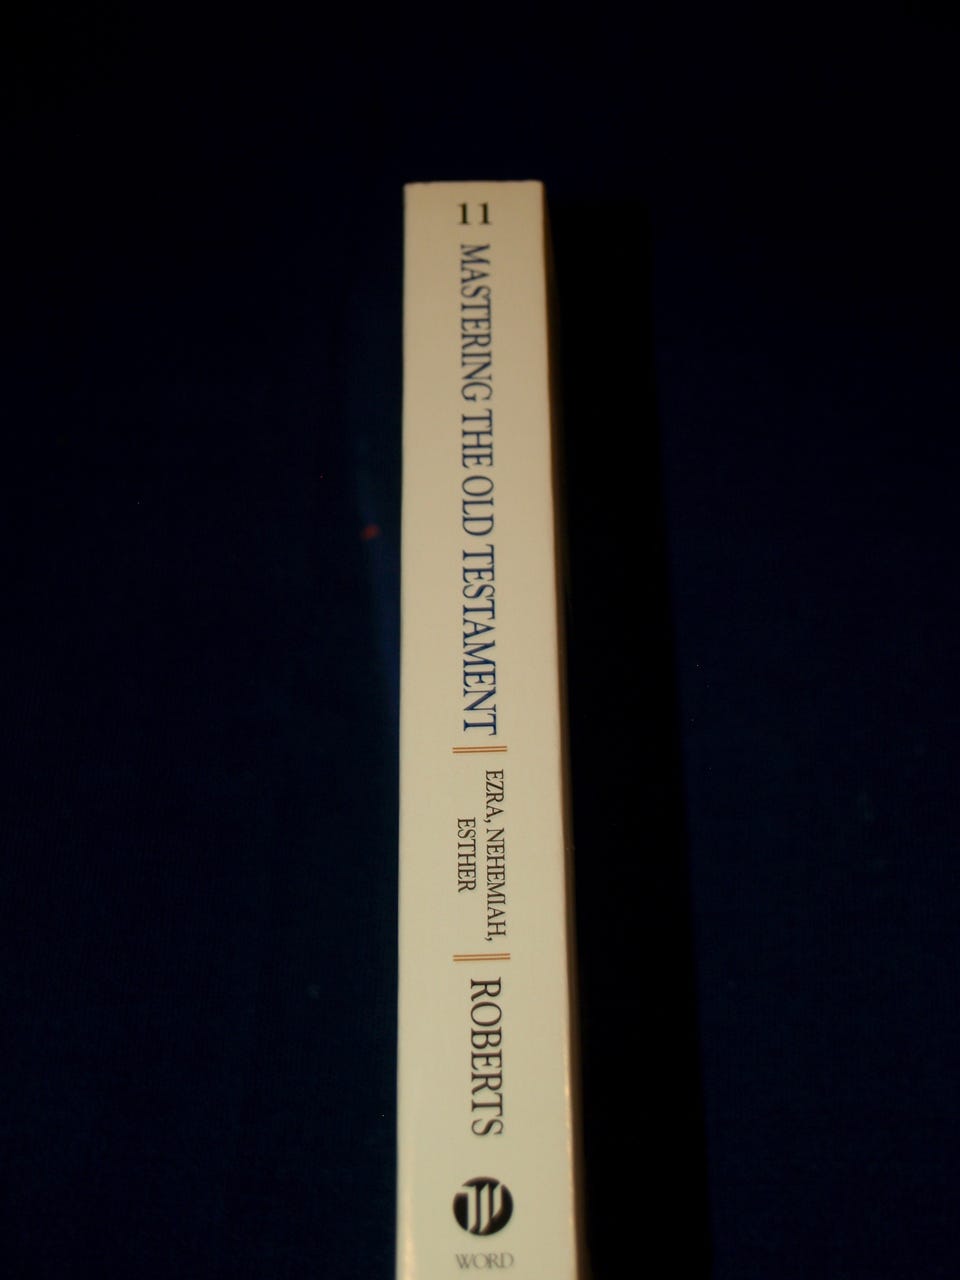 11
MASTERING THE OLD TESTAMENT
EZRA, NEHEMIAH,
ESTHER
ROBERTS
WORD